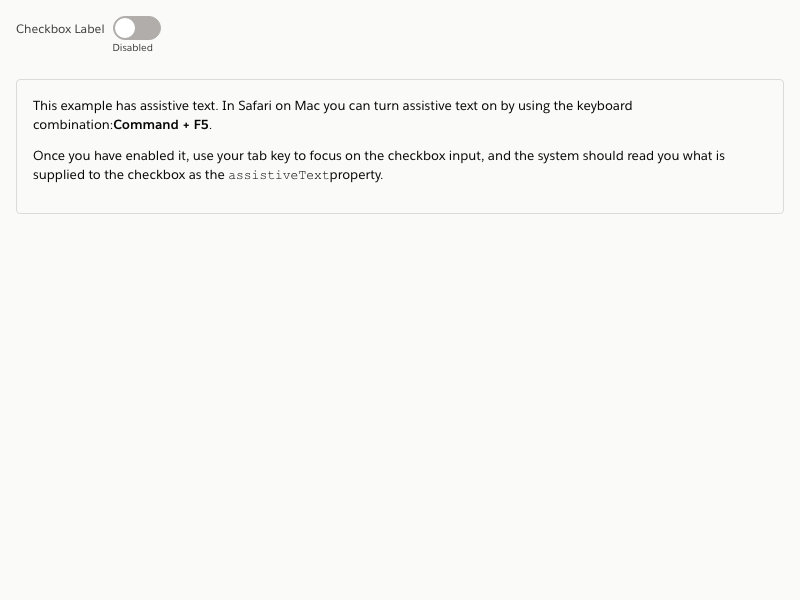 Checkbox Label
Disabled
This example has assistive text. In Safari on Mac you can turn assistive text on by using the keyboard
combination:Command + F5.
Once you have enabled it, use your tab key to focus on the checkbox input, and the system should read you what is
supplied to the checkbox as the assistiveTextproperty.